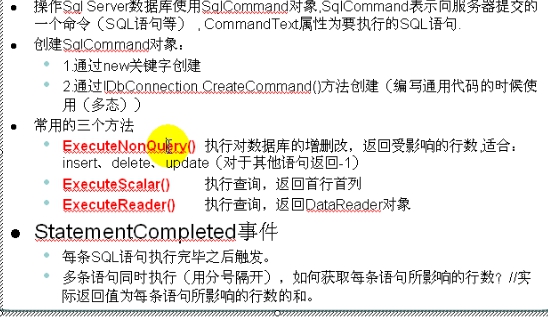 操作Sql Server数据库使用SqlCommand对象,SqlCommand表示向服务器提交的
一个命令（SQL语句等）,CommandText属性为要执行的SQL语句.
创建SqlCommand对象:
1.通过new关键字创建
2.通过IDbConnection CreateCommand()方法创建（编写通用代码的时候使
用（多态））
常用的三个方法
ExecuteNonQuery() 执行对数据库的增删改，返回受影响的行数,适合:
insert、delete、update（对于其他语句返回-1）
ExecuteScalar() 执行查询，返回首行首列
ExecuteReader() 执行查询，返回DataReader对象
StatementCompleted事件
每条SQL语句执行完毕之后触发。
多条语句同时执行（用分号隔开），如何获取每条语句所影响的行数？//实
际返回值为每条语句所影响的行数的和。